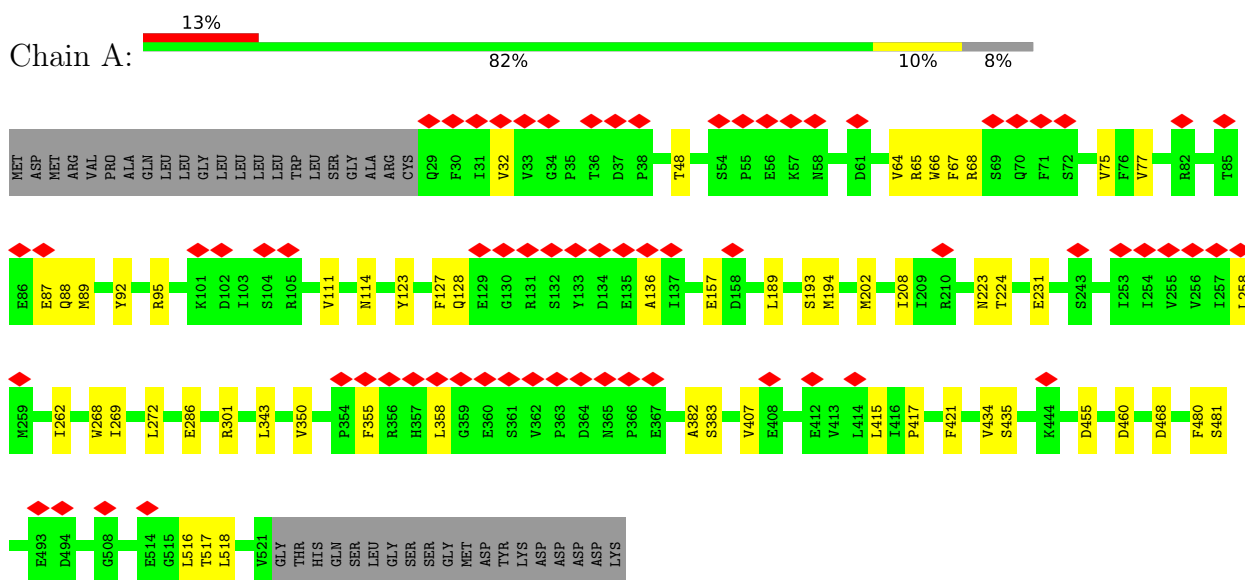 13%
Chain A:
82% 10% 8%
MET ASP MET ARG VAL PRO ALA GLN LEU LEU GLY LEU LEU LEU LEU TRP LEU SER GLY ALA ARG CYS Q29 F30 I31 V32 V33 G34 P35 T36 D37 P38 T48 S54 P55 E56 K57 N58 D61 V64 R65 W66 F67 R68 S69 Q70 F71 S72 V75 F76 V77 R82 T85
E86 E87 Q88 M89 Y92 R95 K101 D102 I103 S104 R105 V111 N114 Y123 F127 Q128 E129 G130 R131 S132 Y133 D134 E135 A136 I137 E157 D158 L189 S193 M194 M202 I208 I209 R210 N223 T224 E231 S243 I253 I254 V255 V256 I257 L258
M259 I262 W268 I269 L272 E286 R301 L343 V350 P354 F355 R356 H357 L358 G359 E360 S361 V362 P363 D364 N365 P366 E367 A382 S383 V407 E408 E412 V413 L414 L415 I416 P417 F421 V434 S435 K444 D455 D460 D468 F480 S481
E493 D494 G508 E514 G515 L516 T517 L518 V521 GLY THR HIS GLN SER LEU GLY SER SER GLY MET ASP TYR LYS ASP ASP ASP ASP LYS